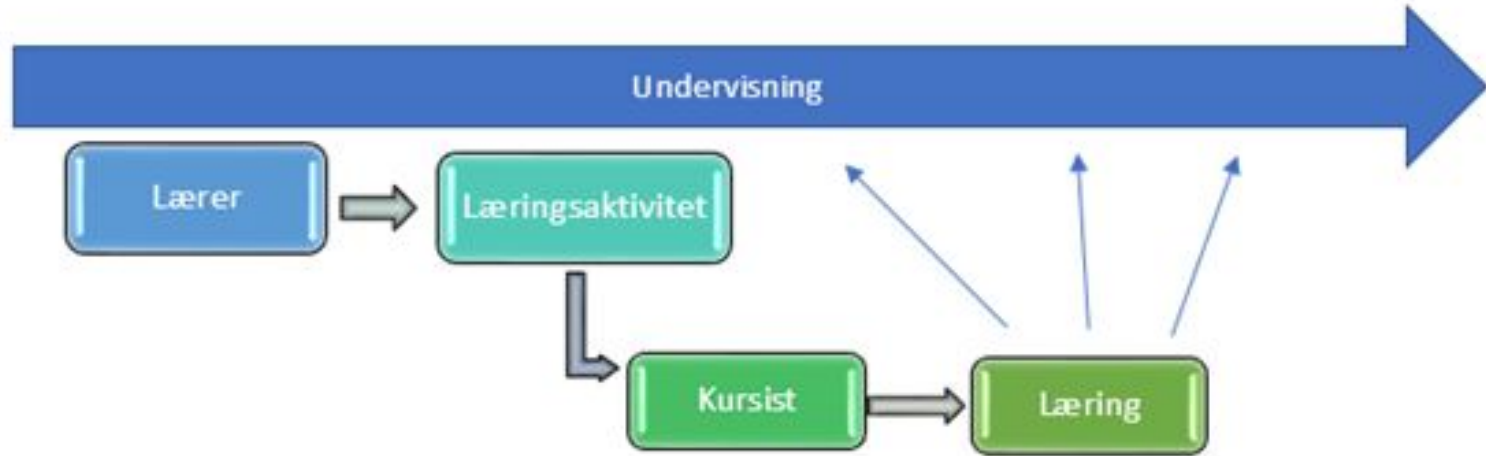 Undervisning
Lærer
Læringsaktivitet
Kursist
Læring